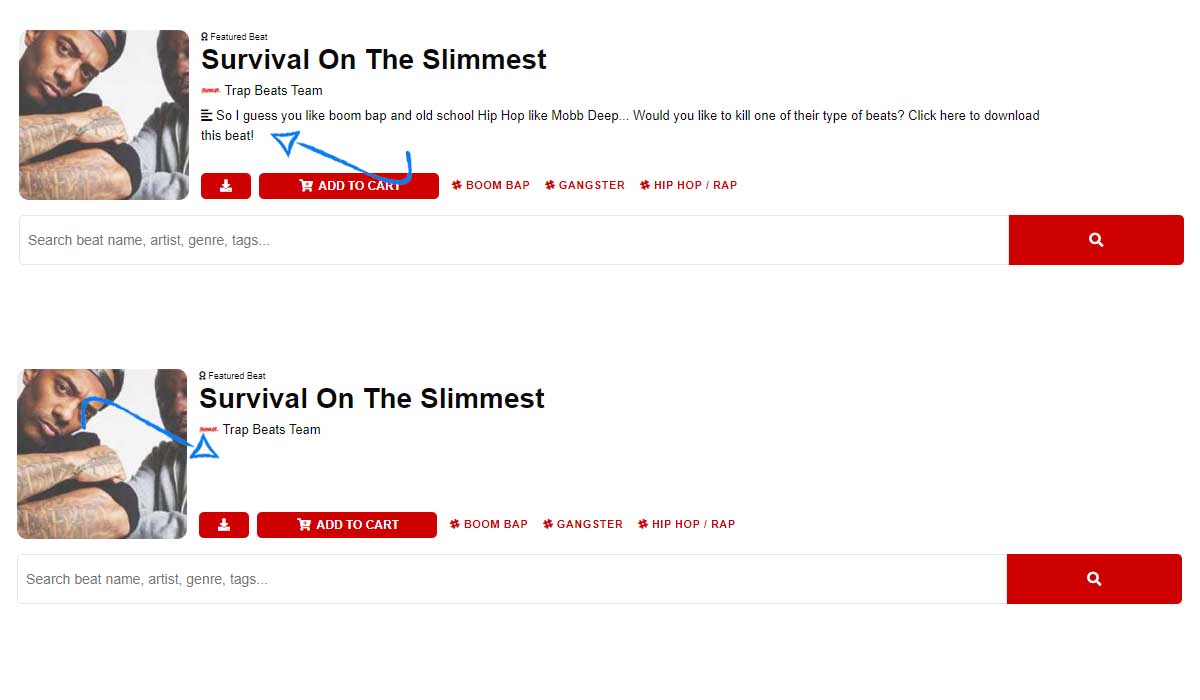 Featured Beat
Survival On The Slimmest
Trap Beats Team
So I guess you like boom bap and old school Hip Hop like Mobb Deep... Would you like to kill one of their type of beats? Click here to download
this beat!
ADD TO CART BOOM BAP GANGSTER HIP HOP / RAP
Search beat name, artist, genre, tags...
Featured Beat
Survival On The Slimmest
Trap Beats Team
ADD TO CART BOOM BAP GANGSTER HIP HOP / RAP
Search beat name, artist, genre, tags...